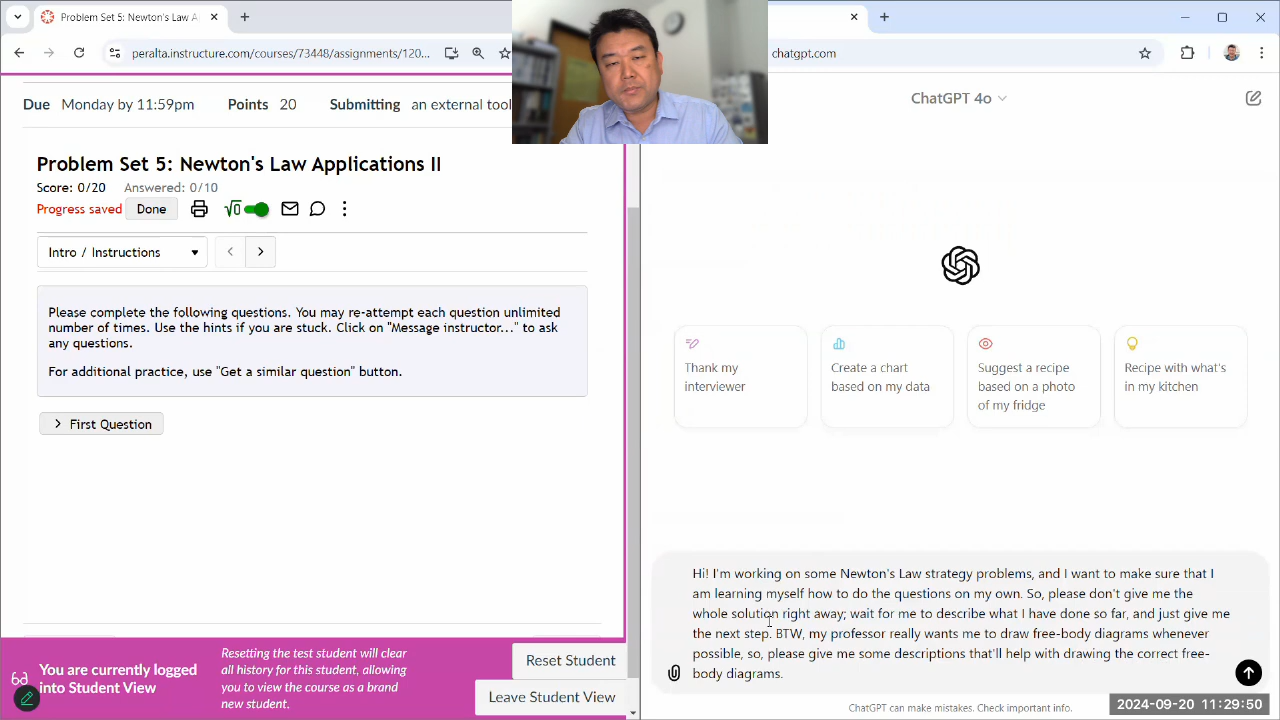 Problem Set 5: Newton's Law A
peralta.instructure.com/courses/73448/assignments/120...
chatgpt.com
Due Monday by 11:59pm Points 20 Submitting an external tool
ChatGPT 4o
Problem Set 5: Newton's Law Applications II
Score: 0/20 Answered: 0/10
Progress saved Done √0
Intro / Instructions
Please complete the following questions. You may re-attempt each question unlimited
number of times. Use the hints if you are stuck. Click on "Message instructor..." to ask
any questions.
For additional practice, use "Get a similar question" button.
> First Question
Thank my
interviewer
Create a chart
based on my data
Suggest a recipe
based on a photo
of my fridge
Recipe with what's
in my kitchen
Hi! I'm working on some Newton's Law strategy problems, and I want to make sure that I
am learning myself how to do the questions on my own. So, please don't give me the
whole solution right away; wait for me to describe what I have done so far, and just give me
the next step. BTW, my professor really wants me to draw free-body diagrams whenever
possible, so, please give me some descriptions that'll help with drawing the correct free-
body diagrams.
You are currently logged
into Student View
Resetting the test student will clear
all history for this student, allowing
you to view the course as a brand
new student.
Reset Student
Leave Student View
ChatGPT can make mistakes. Check important info.
2024-09-20 11:29:50